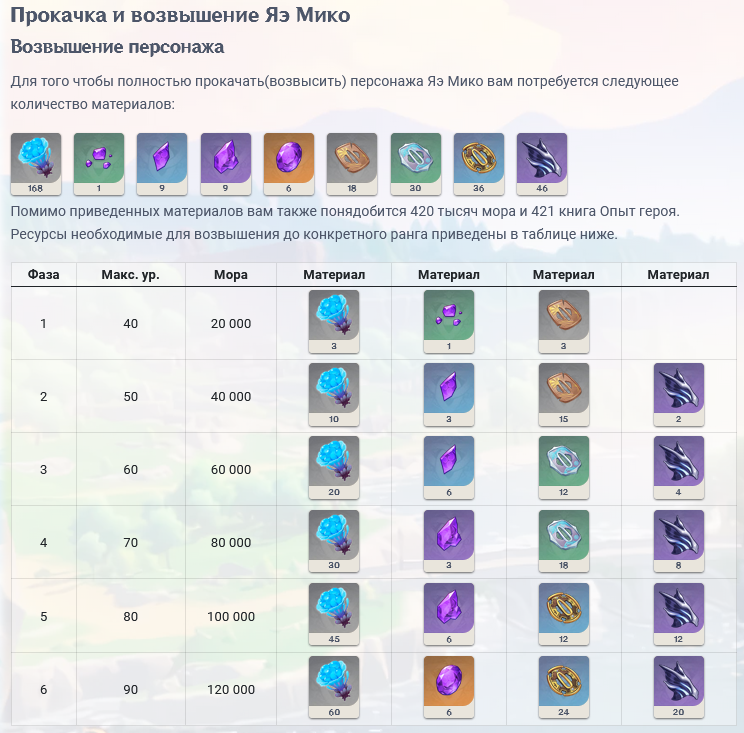 Прокачка и возвышение Яэ Мико
Возвышение персонажа
Для того чтобы полностью прокачать(возвысить) персонажа Яэ Мико вам потребуется следующее
количество материалов:
168 1 9 9 6 18 30 36 46
Помимо приведенных материалов вам также понядобится 420 тысяч мора и 421 книга Опыт героя.
Ресурсы необходимые для возвышения до конкретного ранга приведены в таблице ниже.
Фаза Макс. ур. Мора Материал Материал Материал Материал
1 40 20 000 3 1 3
2 50 40 000 10 3 15 2
3 60 60 000 20 6 12 4
4 70 80 000 30 3 18 8
5 80 100 000 45 6 12 12
6 90 120 000 60 6 24 20